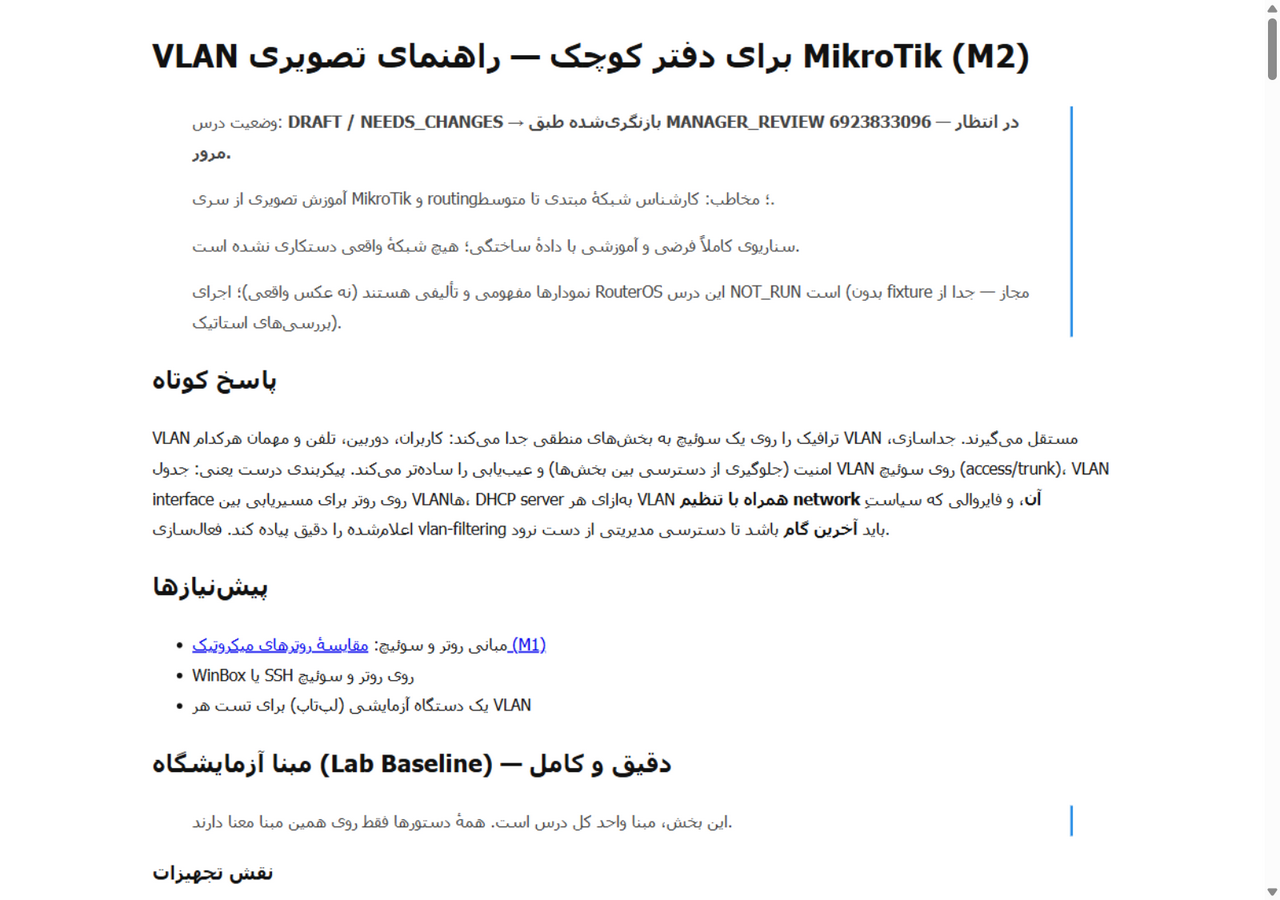 VLAN برای دفتر کوچک — راهنمای تصویری MikroTik (M2)
وضعیت درس: DRAFT / NEEDS_CHANGES → بازنگری‌شده طبق MANAGER_REVIEW 6923833096 — در انتظار
مرور.
آموزش تصویری از سری MikroTik و routing؛ مخاطب: کارشناس شبکهٔ مبتدی تا متوسط.
سناریوی کاملاً فرضی و آموزشی با دادهٔ ساختگی؛ هیچ شبکهٔ واقعی دستکاری نشده است.
نمودارها مفهومی و تألیفی هستند (نه عکس واقعی)؛ اجرای RouterOS این درس NOT_RUN است (بدون fixture مجاز — جدا از
بررسی‌های استاتیک).
پاسخ کوتاه
VLAN ترافیک را روی یک سوئیچ به بخش‌های منطقی جدا می‌کند: کاربران، دوربین، تلفن و مهمان هرکدام VLAN مستقل می‌گیرند. جداسازی،
امنیت (جلوگیری از دسترسی بین بخش‌ها) و عیب‌یابی را ساده‌تر می‌کند. پیکربندی درست یعنی: جدول VLAN روی سوئیچ (access/trunk)، VLAN
interface روی روتر برای مسیریابی بین VLANها، DHCP server به‌ازای هر VLAN همراه با تنظیم network آن، و فایروالی که سیاستِ
اعلام‌شده را دقیق پیاده کند. فعال‌سازی vlan-filtering باید آخرین گام باشد تا دسترسی مدیریتی از دست نرود.
پیش‌نیازها
مبانی روتر و سوئیچ: مقایسهٔ روترهای میکروتیک (M1)
WinBox یا SSH روی روتر و سوئیچ
یک دستگاه آزمایشی (لپ‌تاپ) برای تست هر VLAN
مبنا آزمایشگاه (Lab Baseline) — دقیق و کامل
این بخش، مبنا واحد کل درس است. همهٔ دستورها فقط روی همین مبنا معنا دارند.
نقش تجهیزات